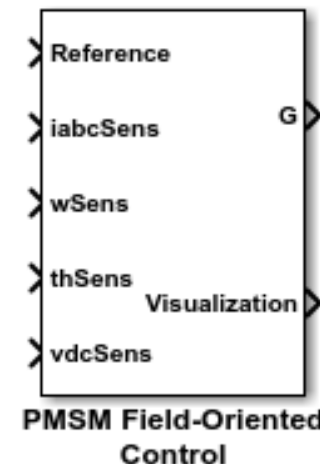 Reference
iabcSens
G
wSens
thSens
Visualization
vdcSens
PMSM Field-Oriented
Control